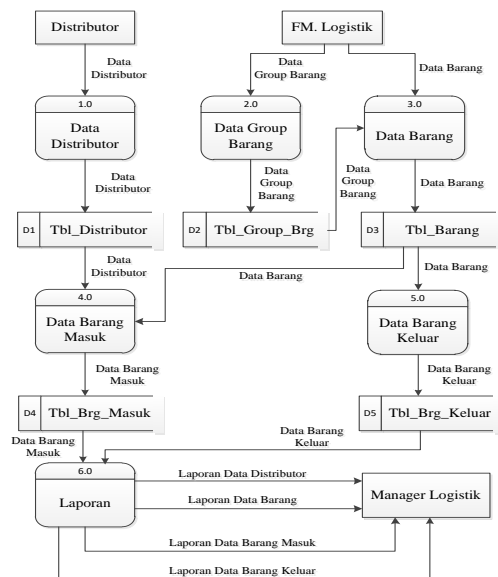 Distributor
FM. Logistik
Data
Distributor
Data
Group Barang
Data Barang
1.0
Data
Distributor
2.0
Data Group
Barang
3.0
Data Barang
Data
Distributor
Data
Group
Barang
Data
Group
Barang
Data Barang
D1
Tbl_Distributor
D2
Tbl_Group_Brg
D3
Tbl_Barang
Data
Distributor
Data Barang
Data Barang
4.0
Data Barang
Masuk
5.0
Data Barang
Keluar
Data Barang
Masuk
Data Barang
Keluar
D4
Tbl_Brg_Masuk
D5
Tbl_Brg_Keluar
Data Barang
Masuk
Data Barang
Keluar
6.0
Laporan
Laporan Data Distributor
Laporan Data Barang
Manager Logistik
Laporan Data Barang Masuk
Laporan Data Barang Keluar